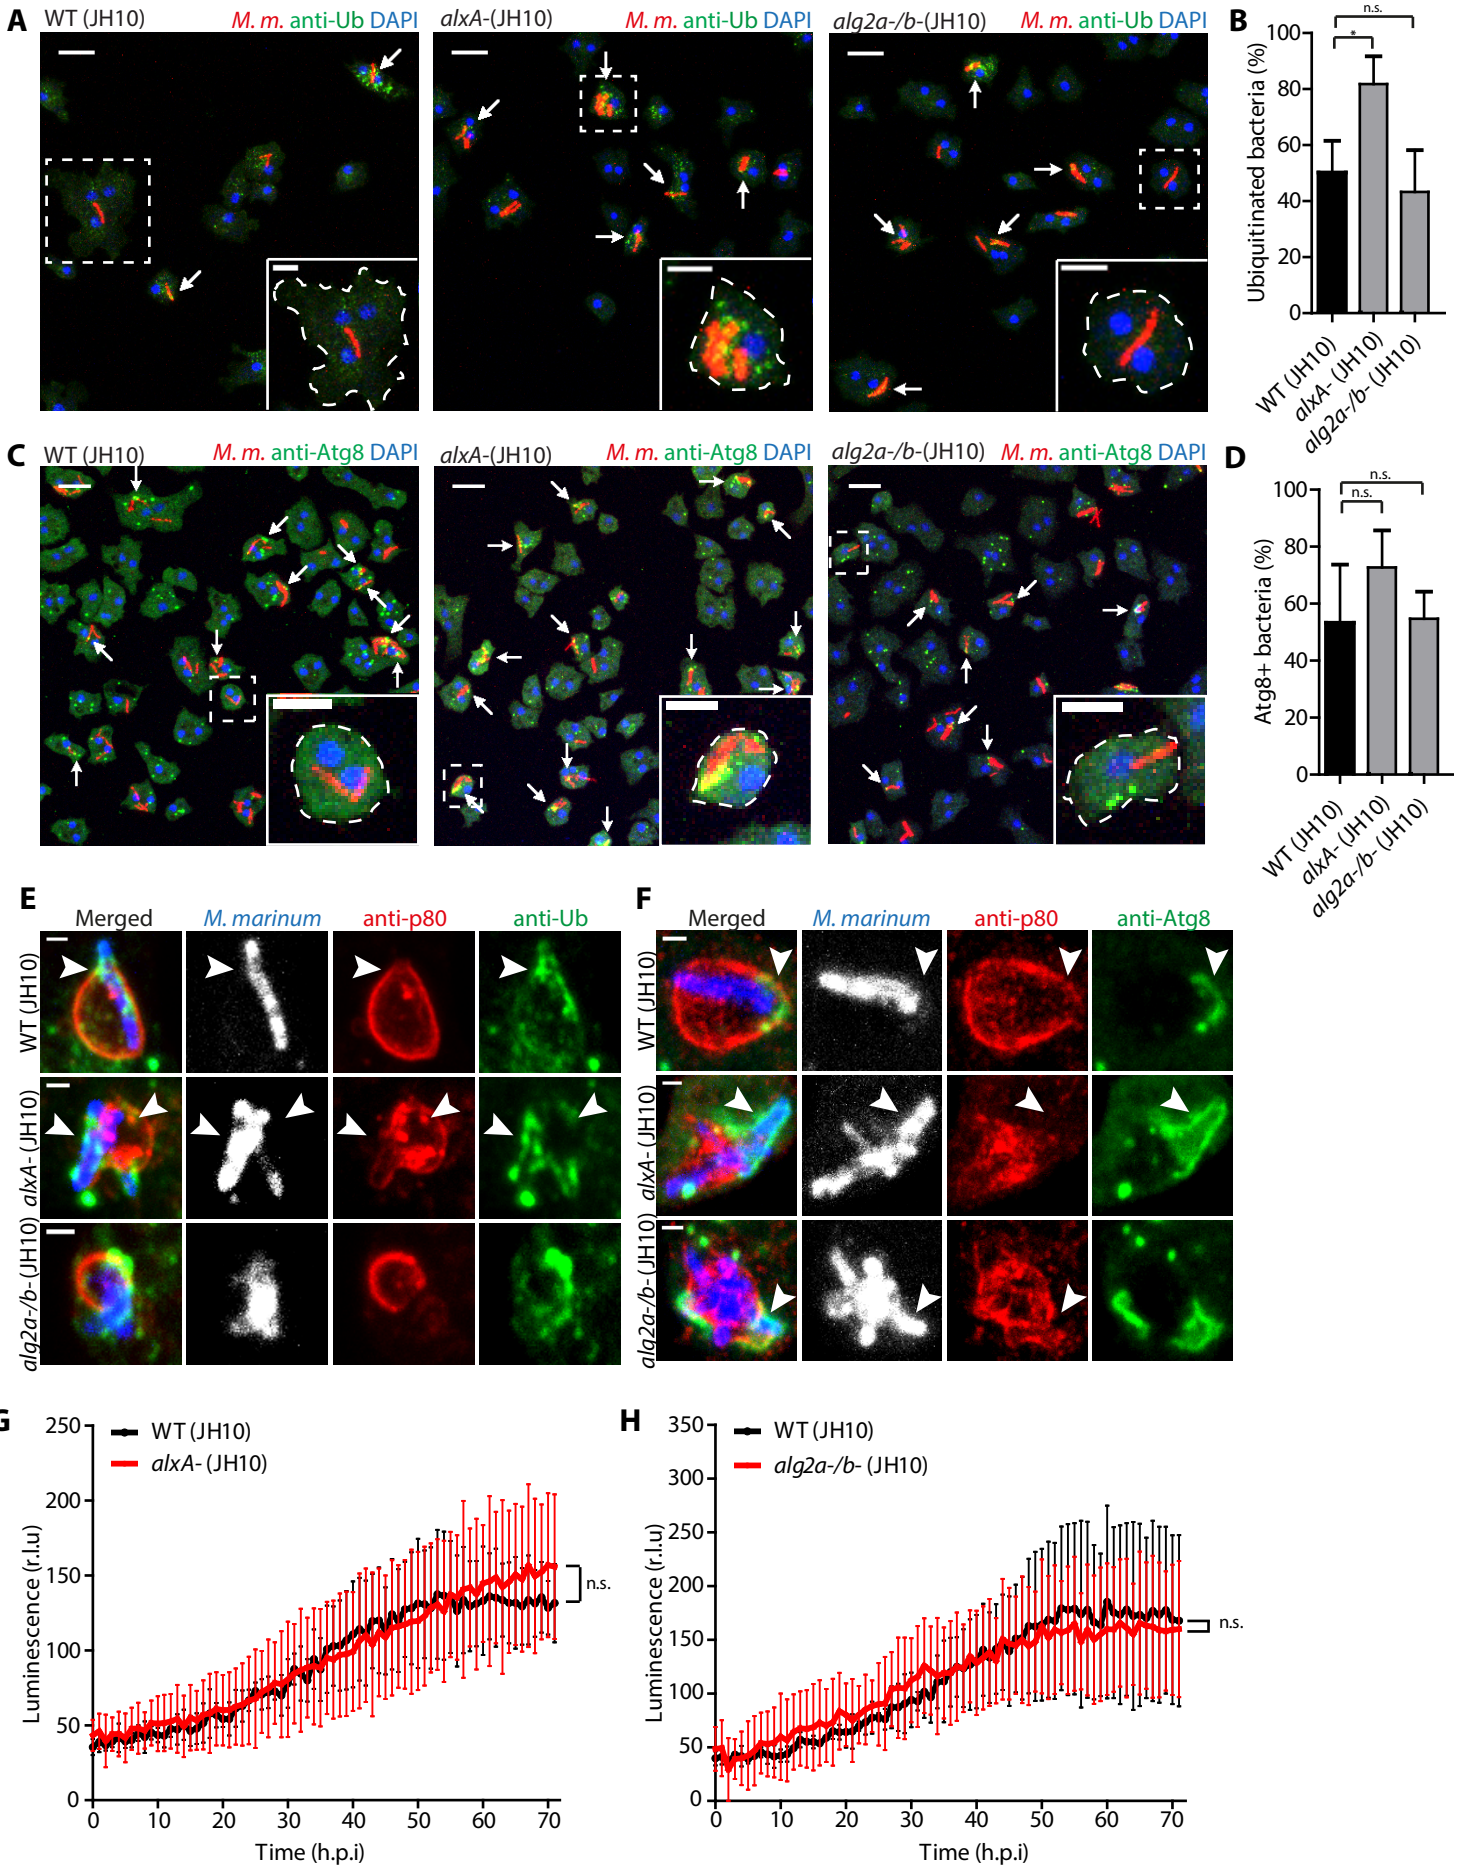 A
WT (JH10)
M. m. anti-Ub DAPI
alxA-(JH10)
M. m. anti-Ub DAPI
alg2a-/b-(JH10)
M. m. anti-Ub DAPI
B
n.s.
*
Ubiquitinated bacteria (%)
100
80
60
40
20
0
WT (JH10)
alxA- (JH10)
alg2a-/b- (JH10)
C
WT (JH10)
M. m. anti-Atg8 DAPI
alxA-(JH10)
M. m. anti-Atg8 DAPI
alg2a-/b-(JH10)
M. m. anti-Atg8 DAPI
D
n.s.
n.s.
Atg8+ bacteria (%)
100
80
60
40
20
0
WT (JH10)
alxA- (JH10)
alg2a-/b- (JH10)
E
Merged
M. marinum
anti-p80
anti-Ub
WT (JH10)
alxA- (JH10)
alg2a-/b- (JH10)
F
Merged
M. marinum
anti-p80
anti-Atg8
WT (JH10)
alxA- (JH10)
alg2a-/b- (JH10)
G
WT (JH10)
alxA- (JH10)
Luminescence (r.l.u)
250
200
150
100
50
0
n.s.
0 10 20 30 40 50 60 70
Time (h.p.i)
H
WT (JH10)
alg2a-/b- (JH10)
Luminescence (r.l.u)
350
300
250
200
150
100
50
0
n.s.
0 10 20 30 40 50 60 70
Time (h.p.i)